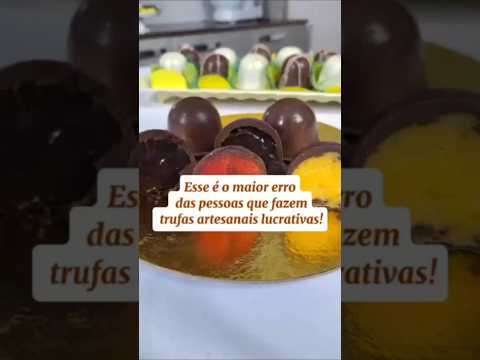 Esse é o maior erro
das pessoas que fazem
trufas artesanais lucrativas!